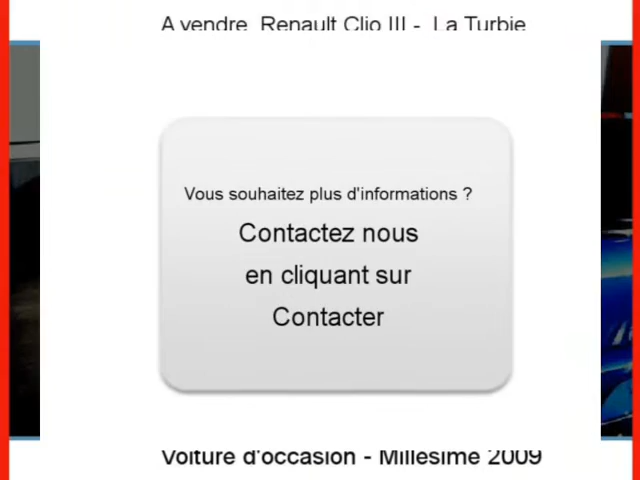 A vendre Renault Clio III - La Turbie
Vous souhaitez plus d'informations ?
Contactez nous
en cliquant sur
Contacter
Voiture d'occasion - Millesime 2009